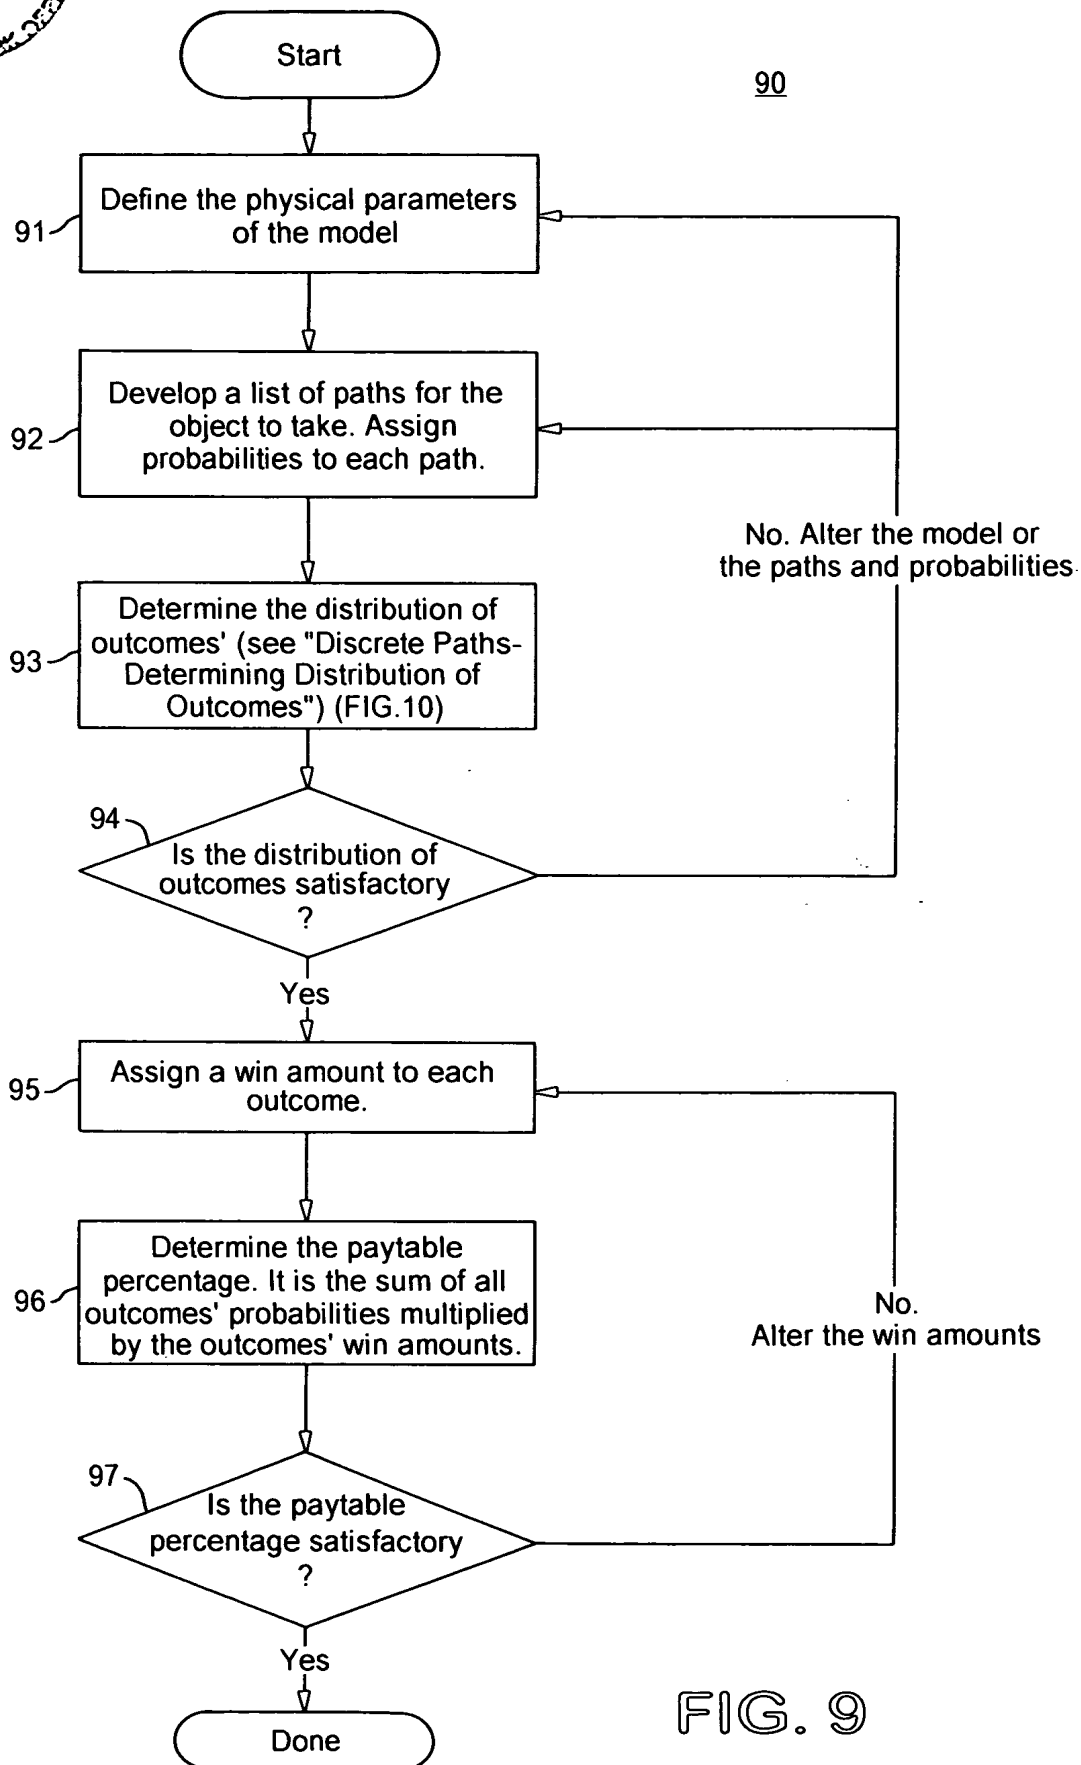 Start
90
Define the physical parameters
of the model
91
Develop a list of paths for the
object to take. Assign
probabilities to each path.
92
No. Alter the model or
the paths and probabilities
Determine the distribution of
outcomes' (see "Discrete Paths-
Determining Distribution of
Outcomes") (FIG.10)
93
94
Is the distribution of
outcomes satisfactory
?
Yes
Assign a win amount to each
outcome.
95
Determine the paytable
percentage. It is the sum of all
outcomes' probabilities multiplied
by the outcomes' win amounts.
96
No.
Alter the win amounts
97
Is the paytable
percentage satisfactory
?
Yes
Done
FIG. 9